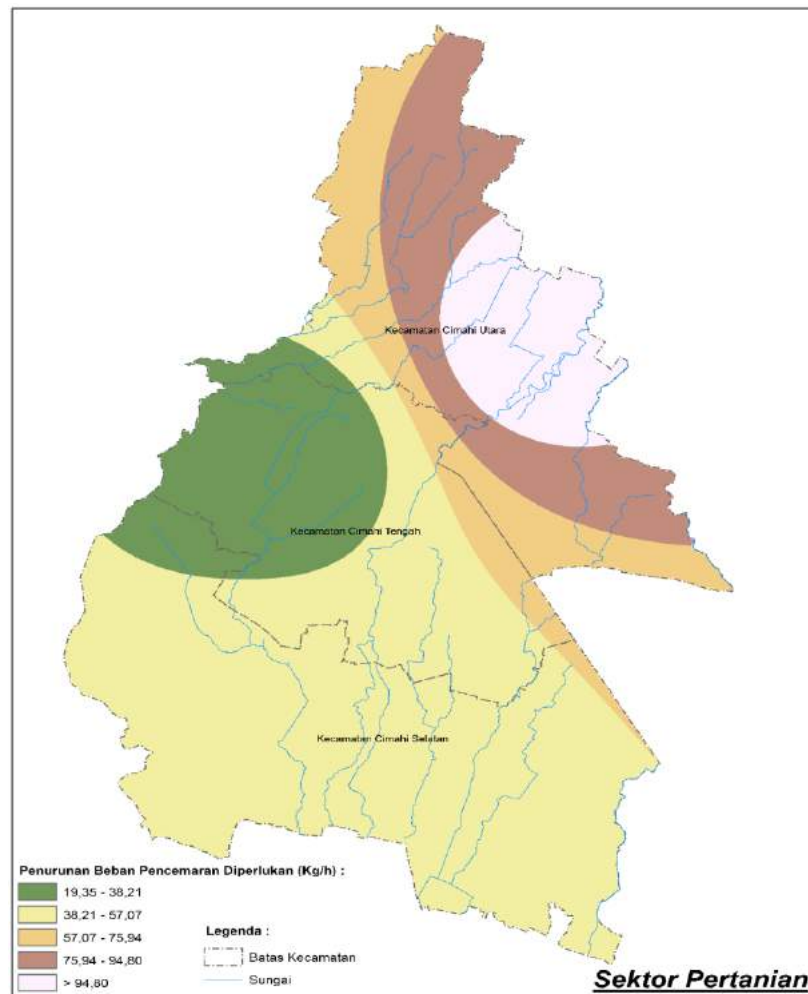 Kecamatan Cimahi Utara
Kecamatan Cimahi Tengah
Kecamatan Cimahi Selatan
Penurunan Beban Pencemaran Diperlukan (Kg/h) :
19,35 - 38,21
38,21 - 57,07
57,07 - 75,94
75,94 - 94,80
> 94,80
Legenda :
Batas Kecamatan
Sungai
Sektor Pertanian